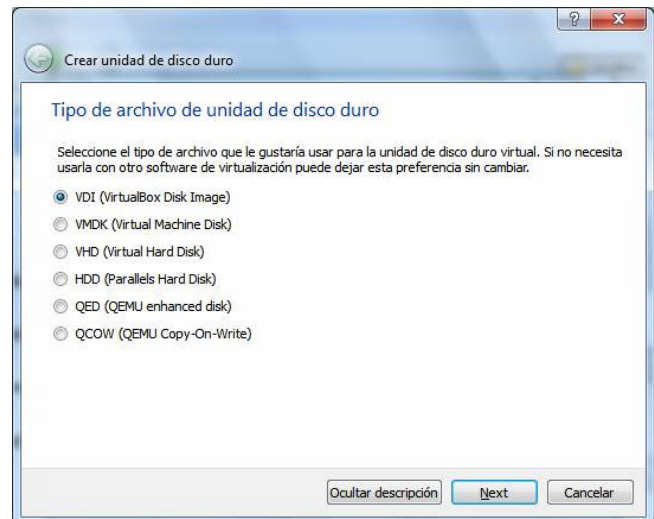 Crear unidad de disco duro
Tipo de archivo de unidad de disco duro
Seleccione el tipo de archivo que le gustaría usar para la unidad de disco duro virtual. Si no necesita
usarla con otro software de virtualización puede dejar esta preferencia sin cambiar.
VDI (VirtualBox Disk Image)
VMDK (Virtual Machine Disk)
VHD (Virtual Hard Disk)
HDD (Parallels Hard Disk)
QED (QEMU enhanced disk)
QCOW (QEMU Copy-On-Write)
Ocultar descripción Next Cancelar